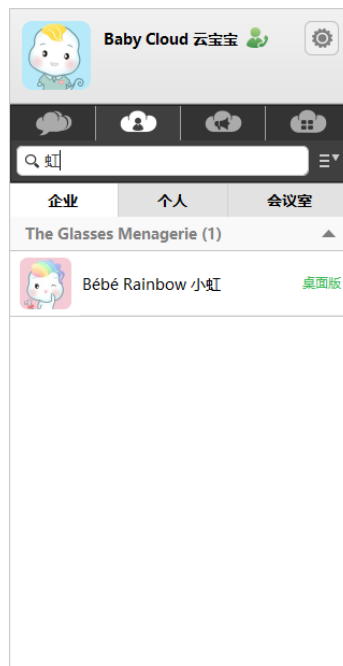 Baby Cloud 云宝宝
虹
企业 个人 会议室
The Glasses Menagerie (1)
Bébé Rainbow 小虹 桌面版